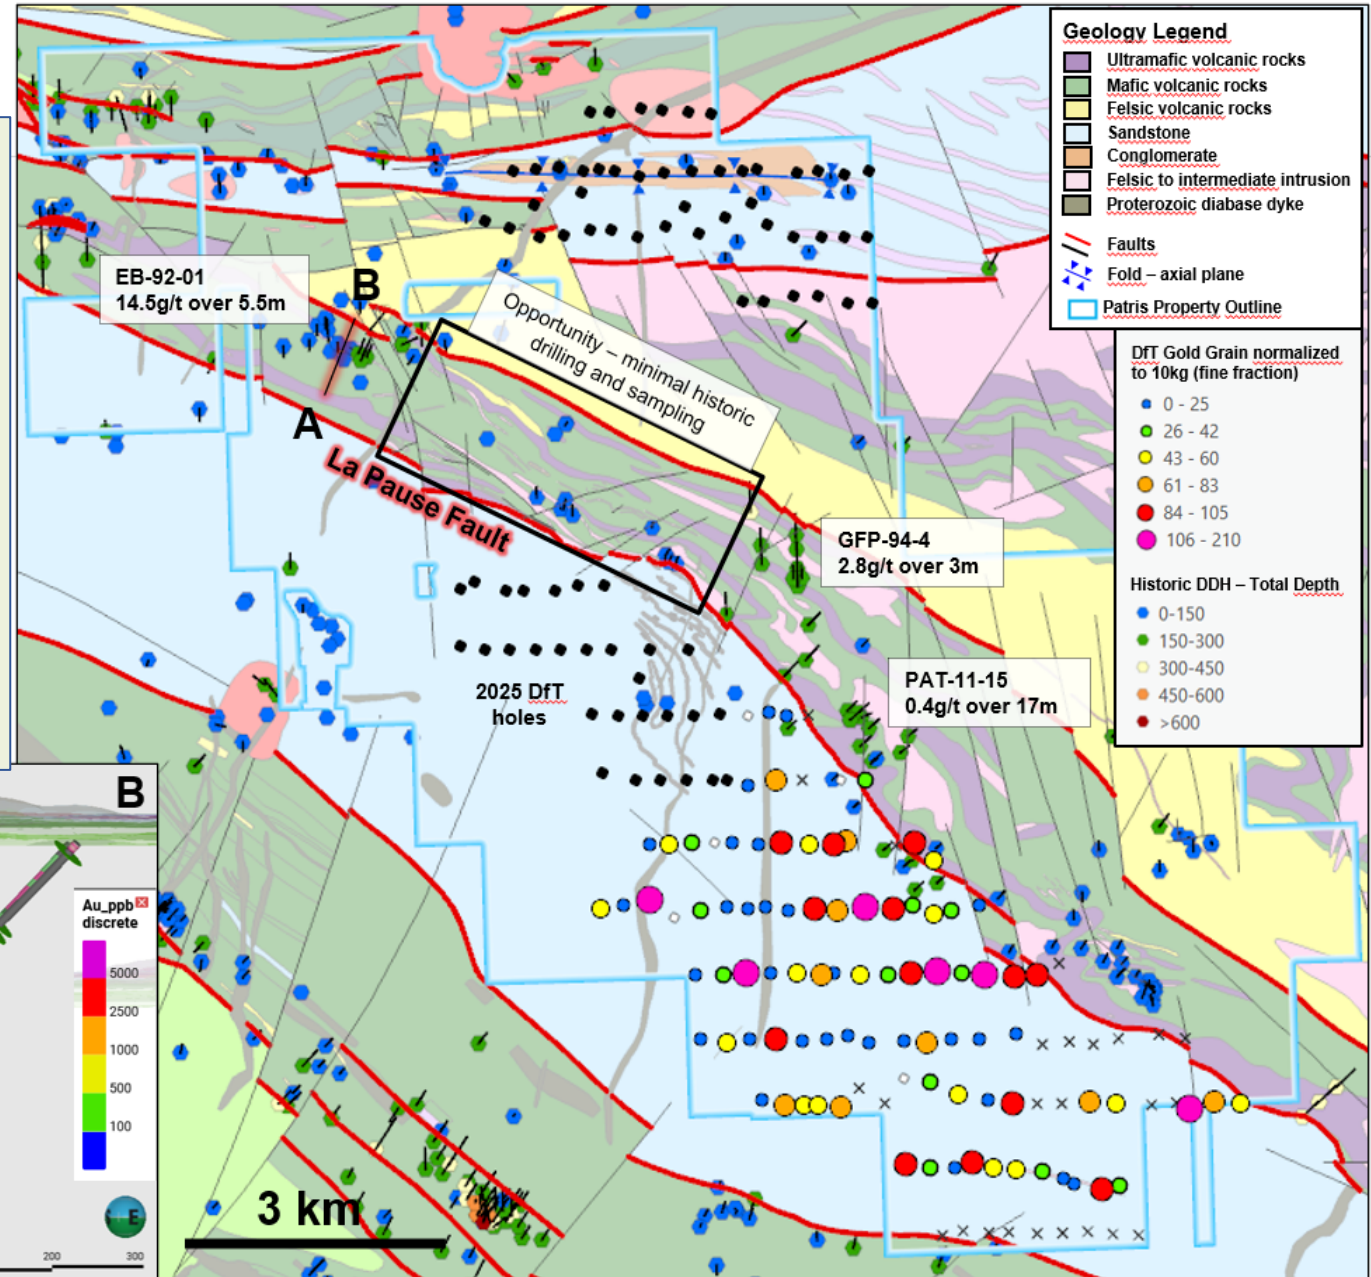 Geology Legend
Ultramafic volcanic rocks
Mafic volcanic rocks
Felsic volcanic rocks
Sandstone
Conglomerate
Felsic to intermediate intrusion
Proterozoic diabase dyke
Faults
Fold – axial plane
Patris Property Outline
DfT Gold Grain normalized
to 10kg (fine fraction)
0 - 25
26 - 42
43 - 60
61 - 83
84 - 105
106 - 210
Historic DDH – Total Depth
0-150
150-300
300-450
450-600
>600
EB-92-01
14.5g/t over 5.5m
B
A
Opportunity – minimal historic
drilling and sampling
La Pause Fault
GFP-94-4
2.8g/t over 3m
PAT-11-15
0.4g/t over 17m
2025 DfT
holes
B
Au_ppb
discrete
5000
2500
1000
500
100
E
200
300
3 km